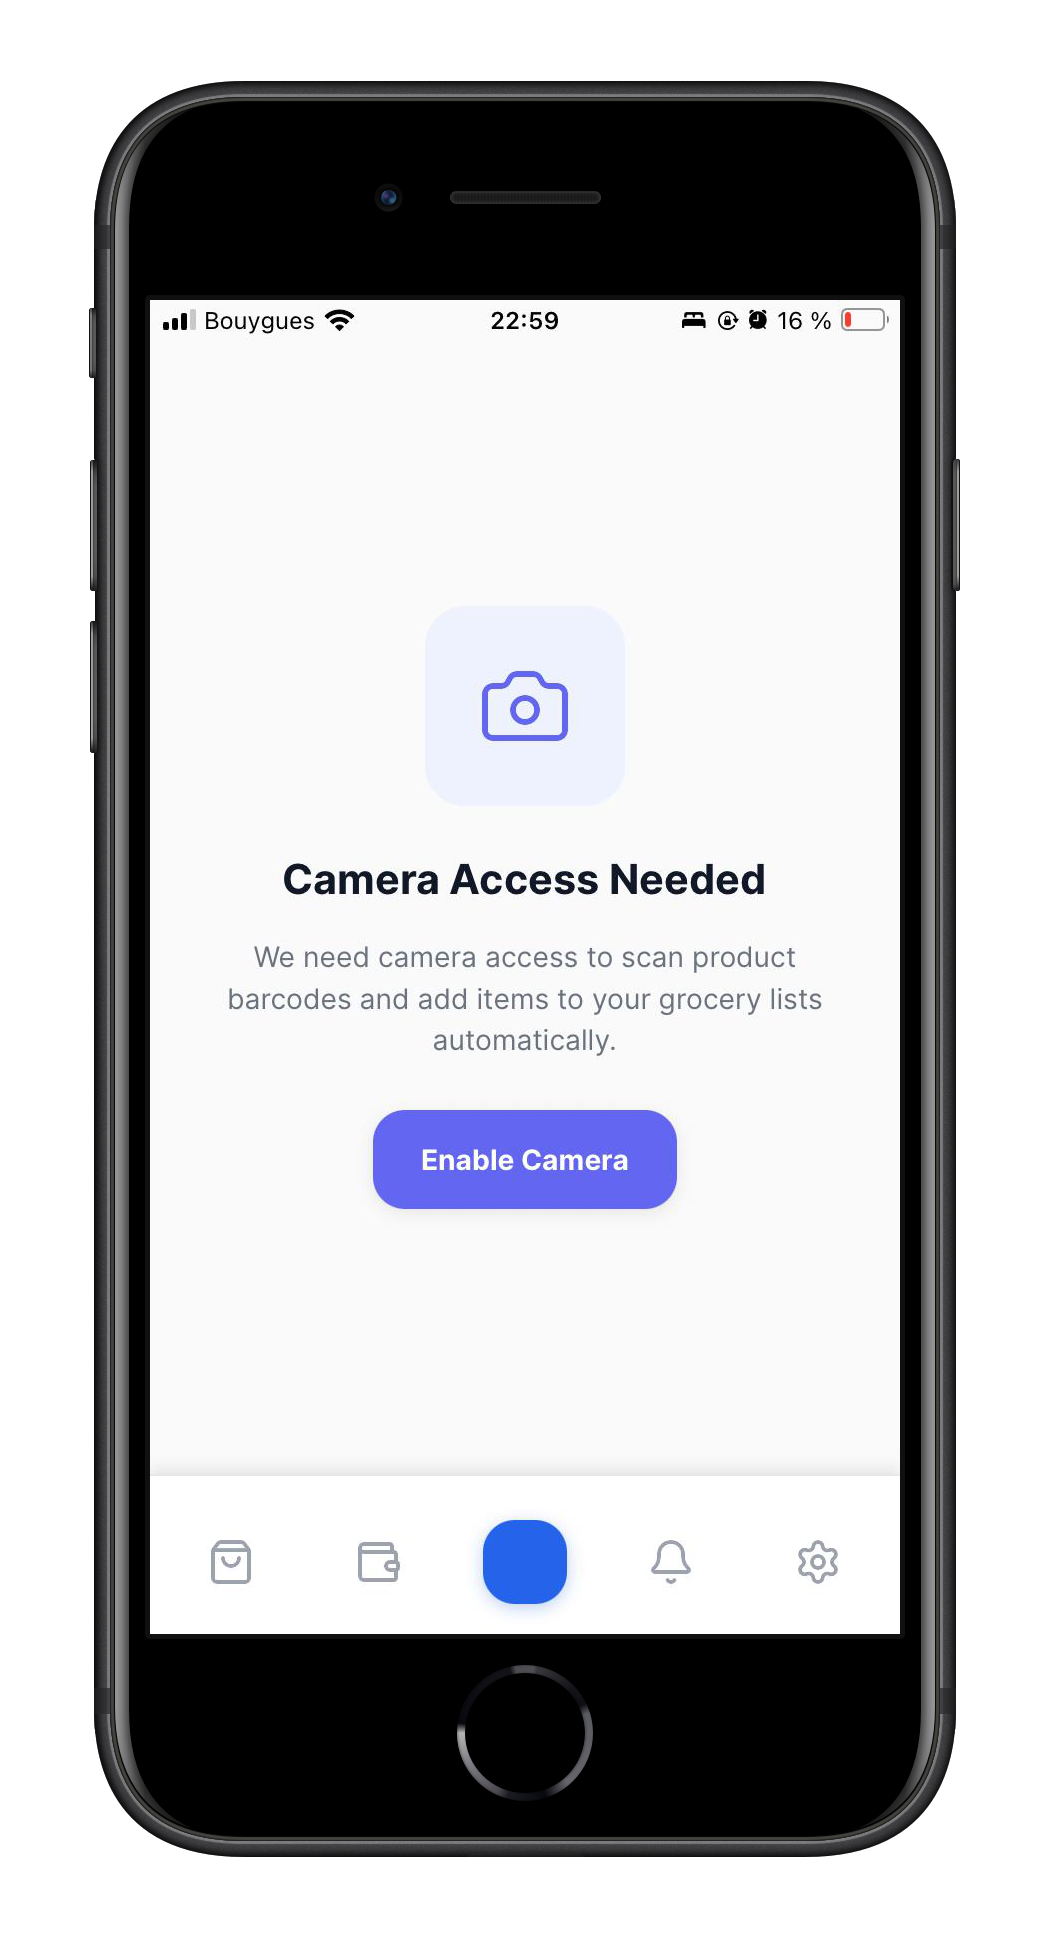 Bouygues 22:59 16 %
Camera Access Needed
We need camera access to scan product
barcodes and add items to your grocery lists
automatically.
Enable Camera